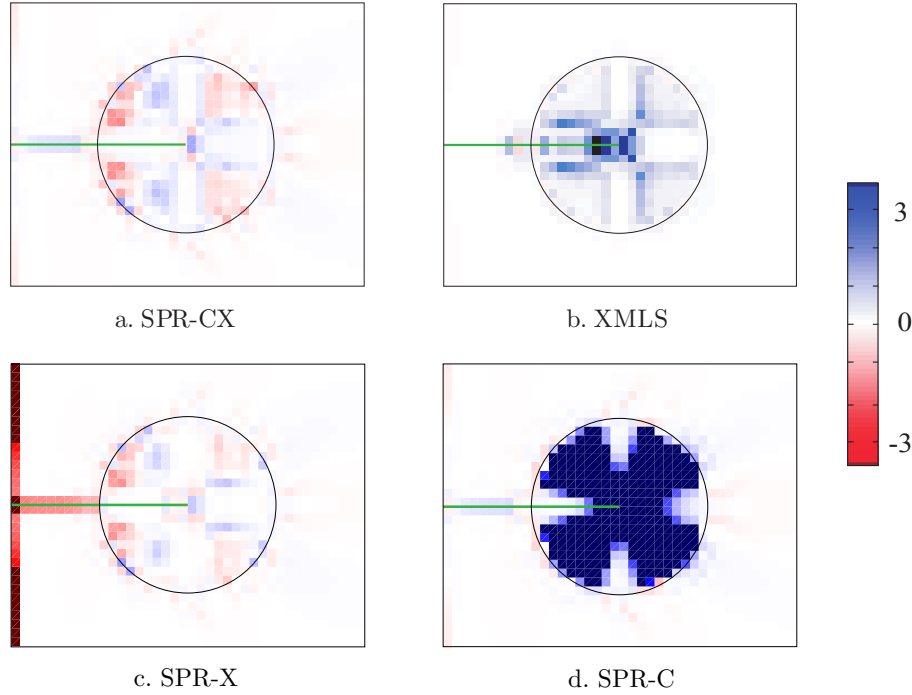 a. SPR-CX
b. XMLS
3
0
-3
c. SPR-X
d. SPR-C